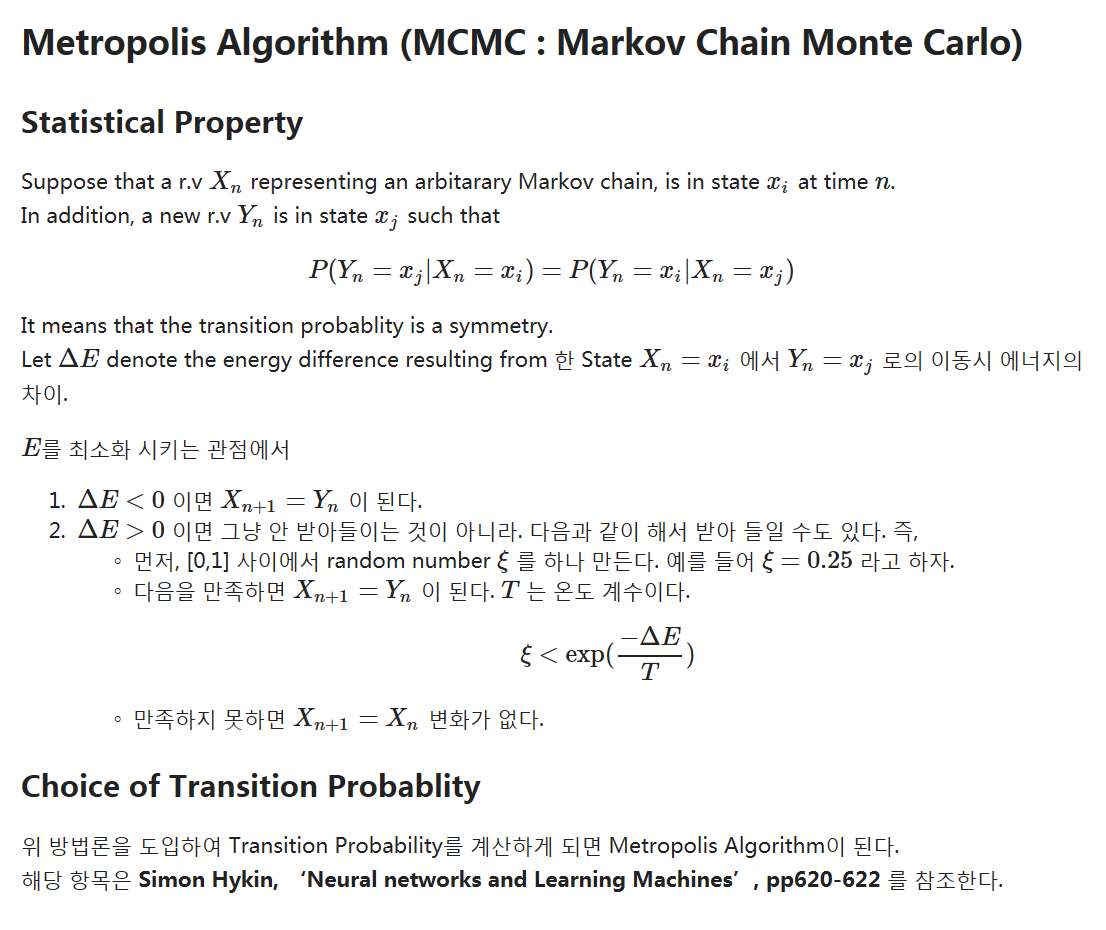 Metropolis Algorithm (MCMC : Markov Chain Monte Carlo)
Statistical Property
Suppose that a r.v $X_n$ representing an arbitarary Markov chain, is in state $x_i$ at time $n$.
In addition, a new r.v $Y_n$ is in state $x_j$ such that
$P(Y_n = x_j|X_n = x_i) = P(Y_n = x_i|X_n = x_j)$
It means that the transition probablity is a symmetry.
Let $\Delta E$ denote the energy difference resulting from 한 State $X_n = x_i$ 에서 $Y_n = x_j$ 로의 이동시 에너지의
차이.
$E$를 최소화 시키는 관점에서
1. $\Delta E < 0$ 이면 $X_{n+1} = Y_n$ 이 된다.
2. $\Delta E > 0$ 이면 그냥 안 받아들이는 것이 아니라. 다음과 같이 해서 받아 들일 수도 있다. 즉,
◦ 먼저, [0,1] 사이에서 random number $\xi$ 를 하나 만든다. 예를 들어 $\xi = 0.25$ 라고 하자.
◦ 다음을 만족하면 $X_{n+1} = Y_n$ 이 된다. $T$ 는 온도 계수이다.
$\xi < \exp(\frac{-\Delta E}{T})$
◦ 만족하지 못하면 $X_{n+1} = X_n$ 변화가 없다.
Choice of Transition Probablity
위 방법론을 도입하여 Transition Probability를 계산하게 되면 Metropolis Algorithm이 된다.
해당 항목은 Simon Hykin, ‘Neural networks and Learning Machines’, pp620-622 를 참조한다.